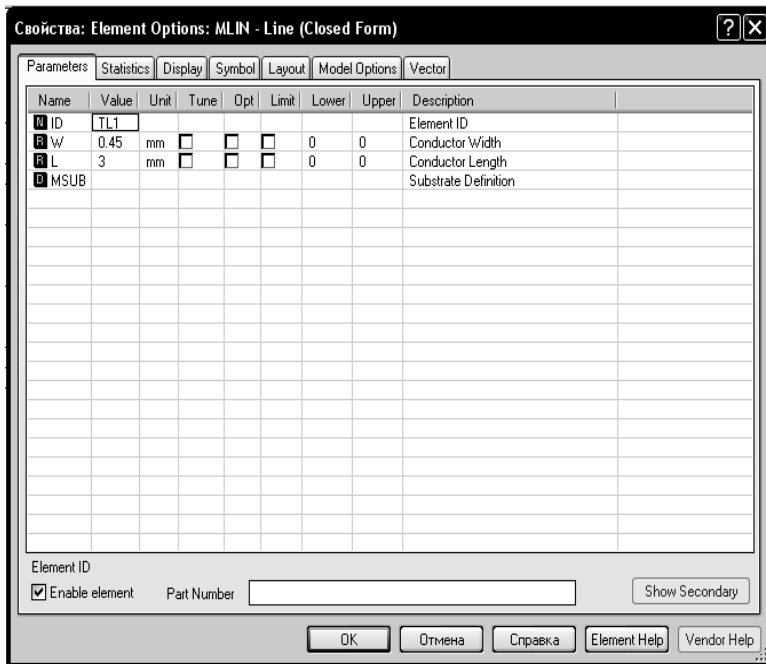 Свойства: Element Options: MLIN - Line (Closed Form)
Parameters Statistics Display Symbol Layout Model Options Vector
Name Value Unit Tune Opt Limit Lower Upper Description
N ID TL1 Element ID
R W 0.45 mm 0 0 Conductor Width
R L 3 mm 0 0 Conductor Length
D MSUB Substrate Definition
Element ID
Enable element Part Number Show Secondary
OK Отмена Справка Element Help Vendor Help